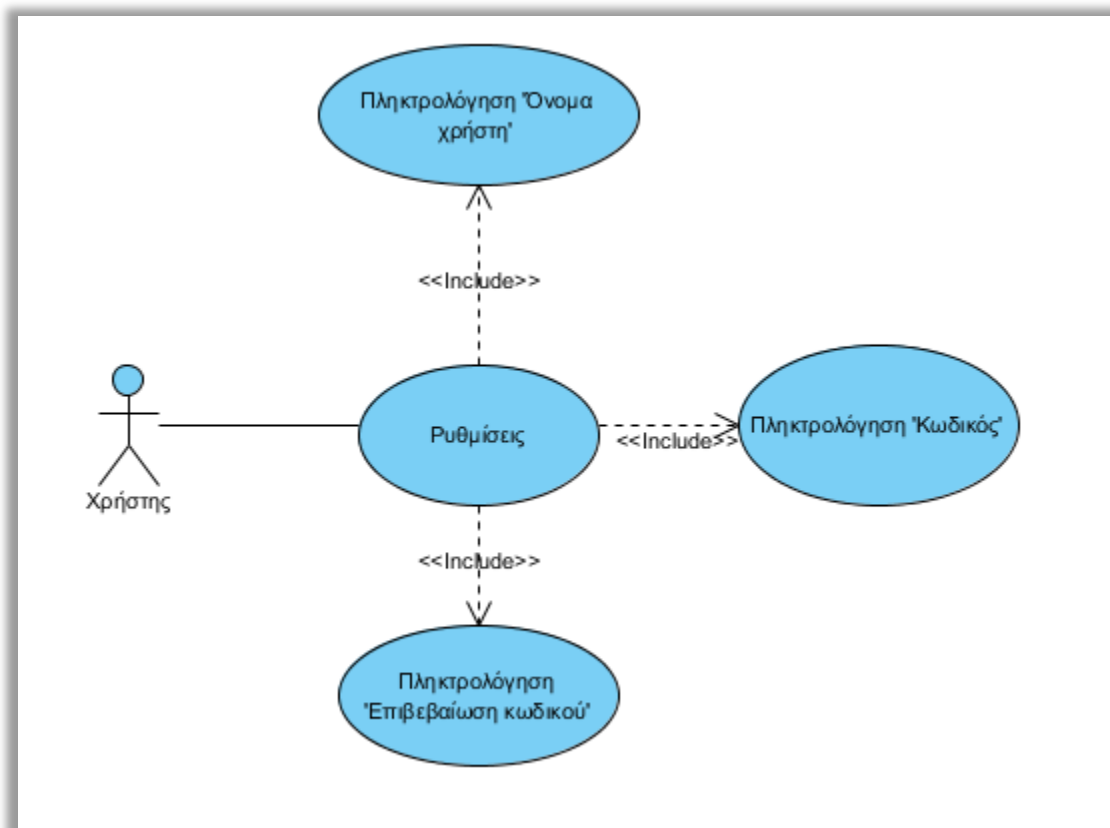 Πληκτρολόγηση 'Όνομα
χρήστη'
<<Include>>
Ρυθμίσεις
<<Include>>
Πληκτρολόγηση 'Κωδικός'
Χρήστης
<<Include>>
Πληκτρολόγηση
'Επιβεβαίωση κωδικού'